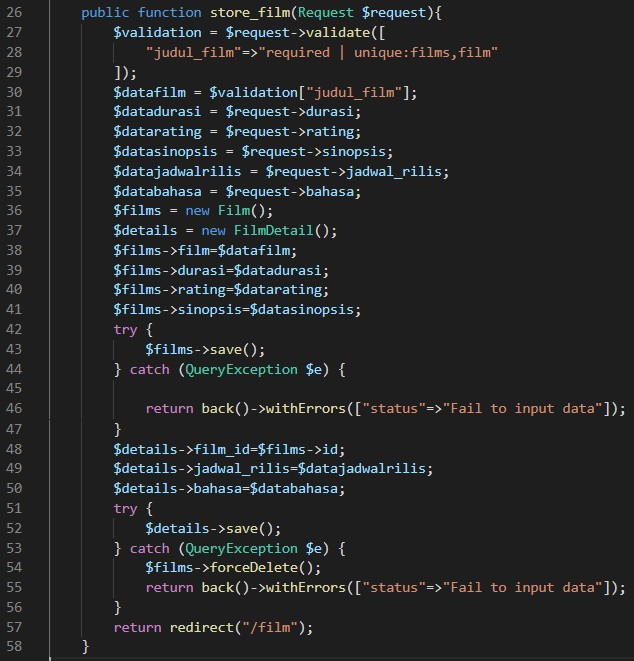 26 public function store_film(Request $request){
27 $validation = $request->validate([
28 "judul_film"=>"required | unique:films,film"
29 ]);
30 $datafilm = $validation["judul_film"];
31 $datadurasi = $request->durasi;
32 $datarating = $request->rating;
33 $datasinopsis = $request->sinopsis;
34 $datajadwalrilis = $request->jadwal_rilis;
35 $databahasa = $request->bahasa;
36 $films = new Film();
37 $details = new FilmDetail();
38 $films->film=$datafilm;
39 $films->durasi=$datadurasi;
40 $films->rating=$datarating;
41 $films->sinopsis=$datasinopsis;
42 try {
43 $films->save();
44 } catch (QueryException $e) {
45
46 return back()->withErrors(["status"=>"Fail to input data"]);
47 }
48 $details->film_id=$films->id;
49 $details->jadwal_rilis=$datajadwalrilis;
50 $details->bahasa=$databahasa;
51 try {
52 $details->save();
53 } catch (QueryException $e) {
54 $films->forceDelete();
55 return back()->withErrors(["status"=>"Fail to input data"]);
56 }
57 return redirect("/film");
58 }